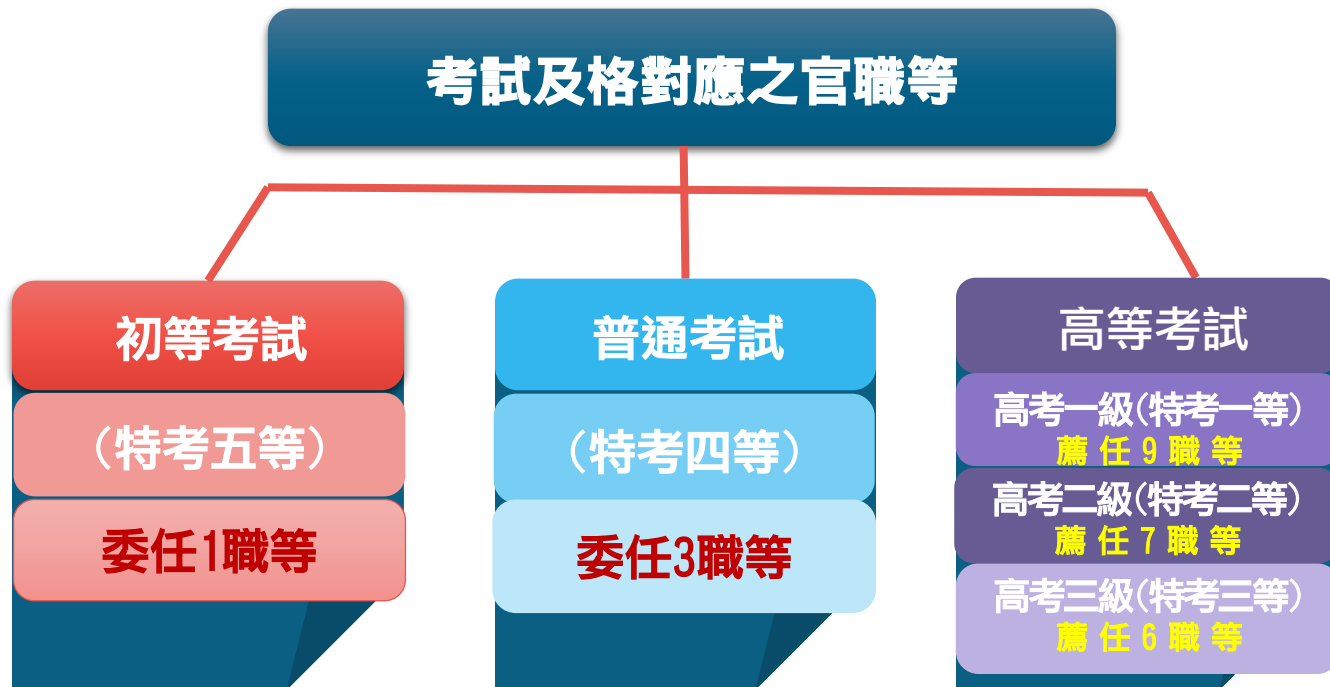 考試及格對應之官職等
初等考試
（特考五等）
委任1職等
普通考試
（特考四等）
委任3職等
高等考試
高考一級(特考一等)
薦任9職等
高考二級(特考二等)
薦任7職等
高考三級(特考三等)
薦任6職等